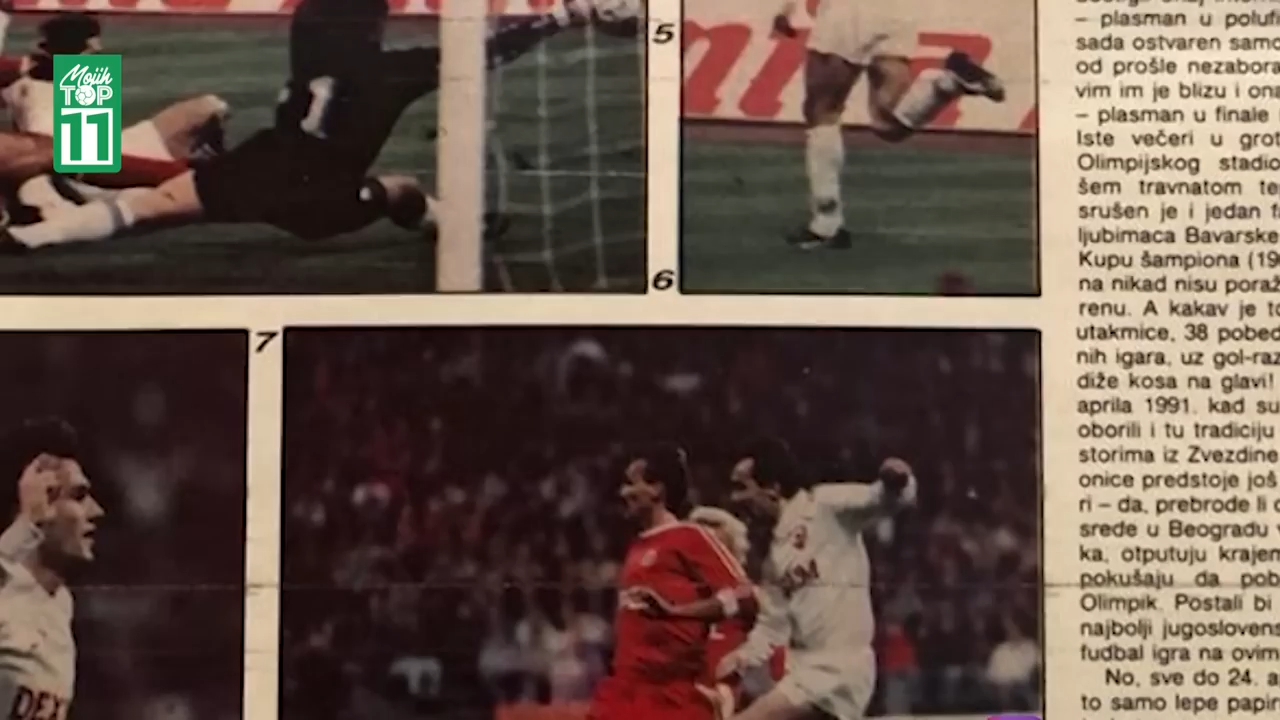 Mojih
TOP
11
5
6
7
1
DEX
– plasman u polufi
sada ostvaren samo
od prošle nezabora
vim im je blizu i ona
– plasman u finale
Iste večeri u grot
Olimpijskog stadio
šem travnatom te
srušen je i jedan
ljubimaca Bavarske
Kupu šampiona (19
na nikad nisu poraž
renu. A kakav je to
utakmice, 38 pobed
nih igara, uz gol-raz
diže kosa na glavi!
aprila 1991. kad su
oborili i tu tradiciju
storima iz Zvezdine
onice predstoje još
ri – da, prebrode li
srede u Beogradu
ka, otputuju krajem
pokušaju da pob
Olimpik. Postali bi
najbolji jugoslovens
fudbal igra na ovim
No, sve do 24. a
to samo lepe papir